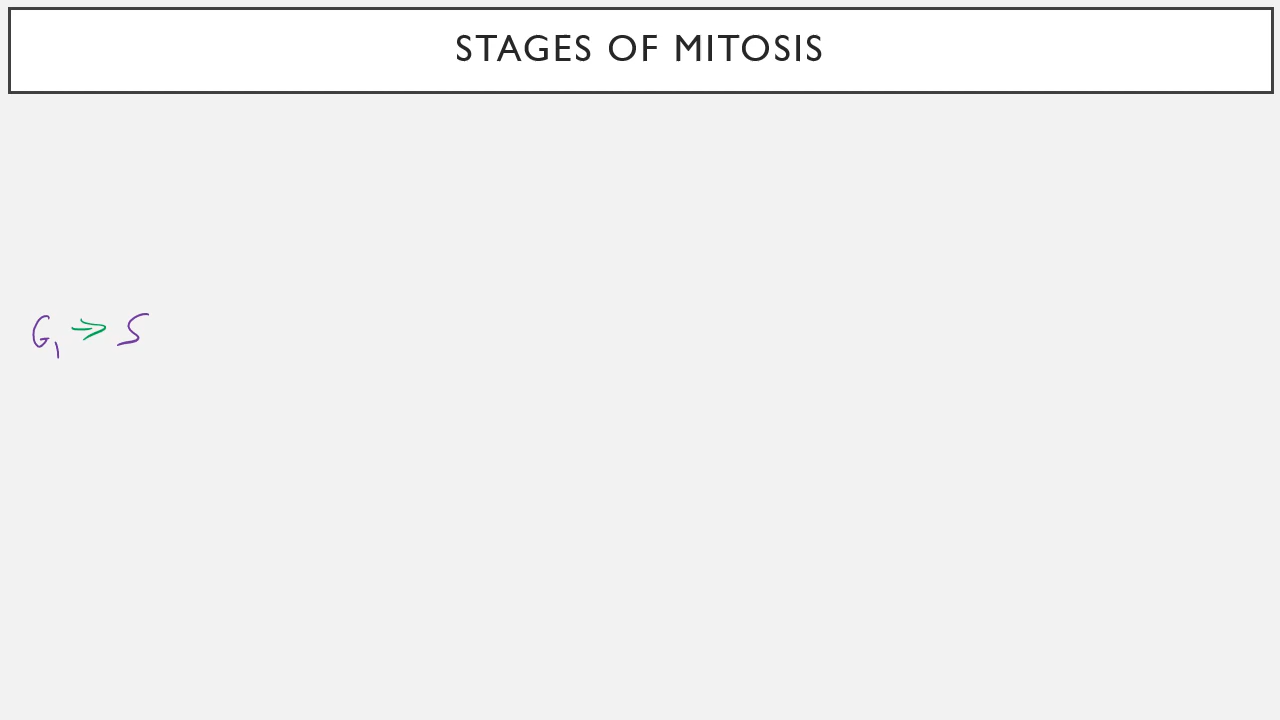 STAGES OF MITOSIS
G₁ → S